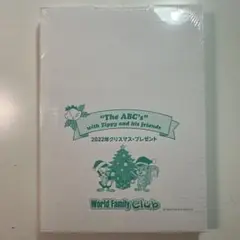 "The ABC's"
with Zippy and his friends
2022年クリスマス・プレゼント
World Family Club